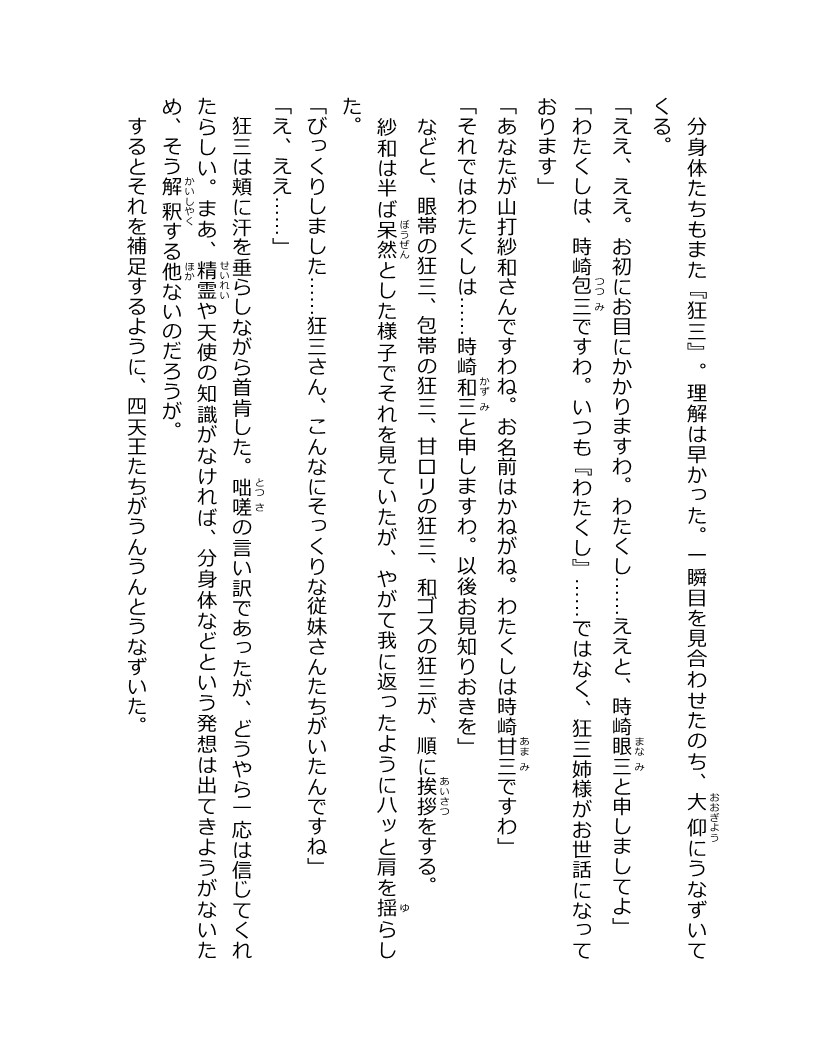 分身体たちもまた『狂三』。理解は早かった。一瞬目を見合わせたのち、大仰にうなずいて
くる。
「ええ、ええ。お初にお目にかかりますわ。わたくし……ええと、時崎眼三と申しましてよ」
「わたくしは、時崎包三ですわ。いつも『わたくし』……ではなく、狂三姉様がお世話になって
おります」
「あなたが山打紗和さんですわね。お名前はかねがね。わたくしは時崎甘三ですわ」
「それではわたくしは……時崎和三と申しますわ。以後お見知りおきを」
などと、眼帯の狂三、包帯の狂三、甘ロリの狂三、和ゴスの狂三が、順に挨拶をする。
紗和は半ば呆然とした様子でそれを見ていたが、やがて我に返ったようにハッと肩を揺らし
た。
「びっくりしました……狂三さん、こんなにそっくりな従妹さんたちがいたんですね」
「え、ええ……」
狂三は頬に汗を垂らしながら首肯した。咄嗟の言い訳であったが、どうやら一応は信じてくれ
たらしい。まあ、精霊や天使の知識がなければ、分身体などという発想は出てきようがないた
め、そう解釈する他ないのだろうが。
するとそれを補足するように、四天王たちがうんうんとうなずいた。